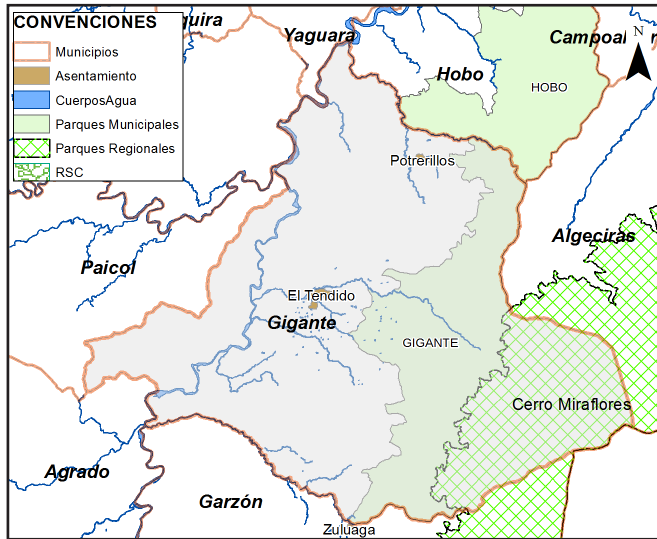 CONVENCIONES
Municipios
Asentamiento
CuerposAgua
Parques Municipales
Parques Regionales
RSC
Yaguara
Hobo
HOBO
N
Potrerillos
Algeciras
Paicol
El Tendido
Gigante
GIGANTE
Cerro Miraflores
Agrado
Garzón
Zuluaga